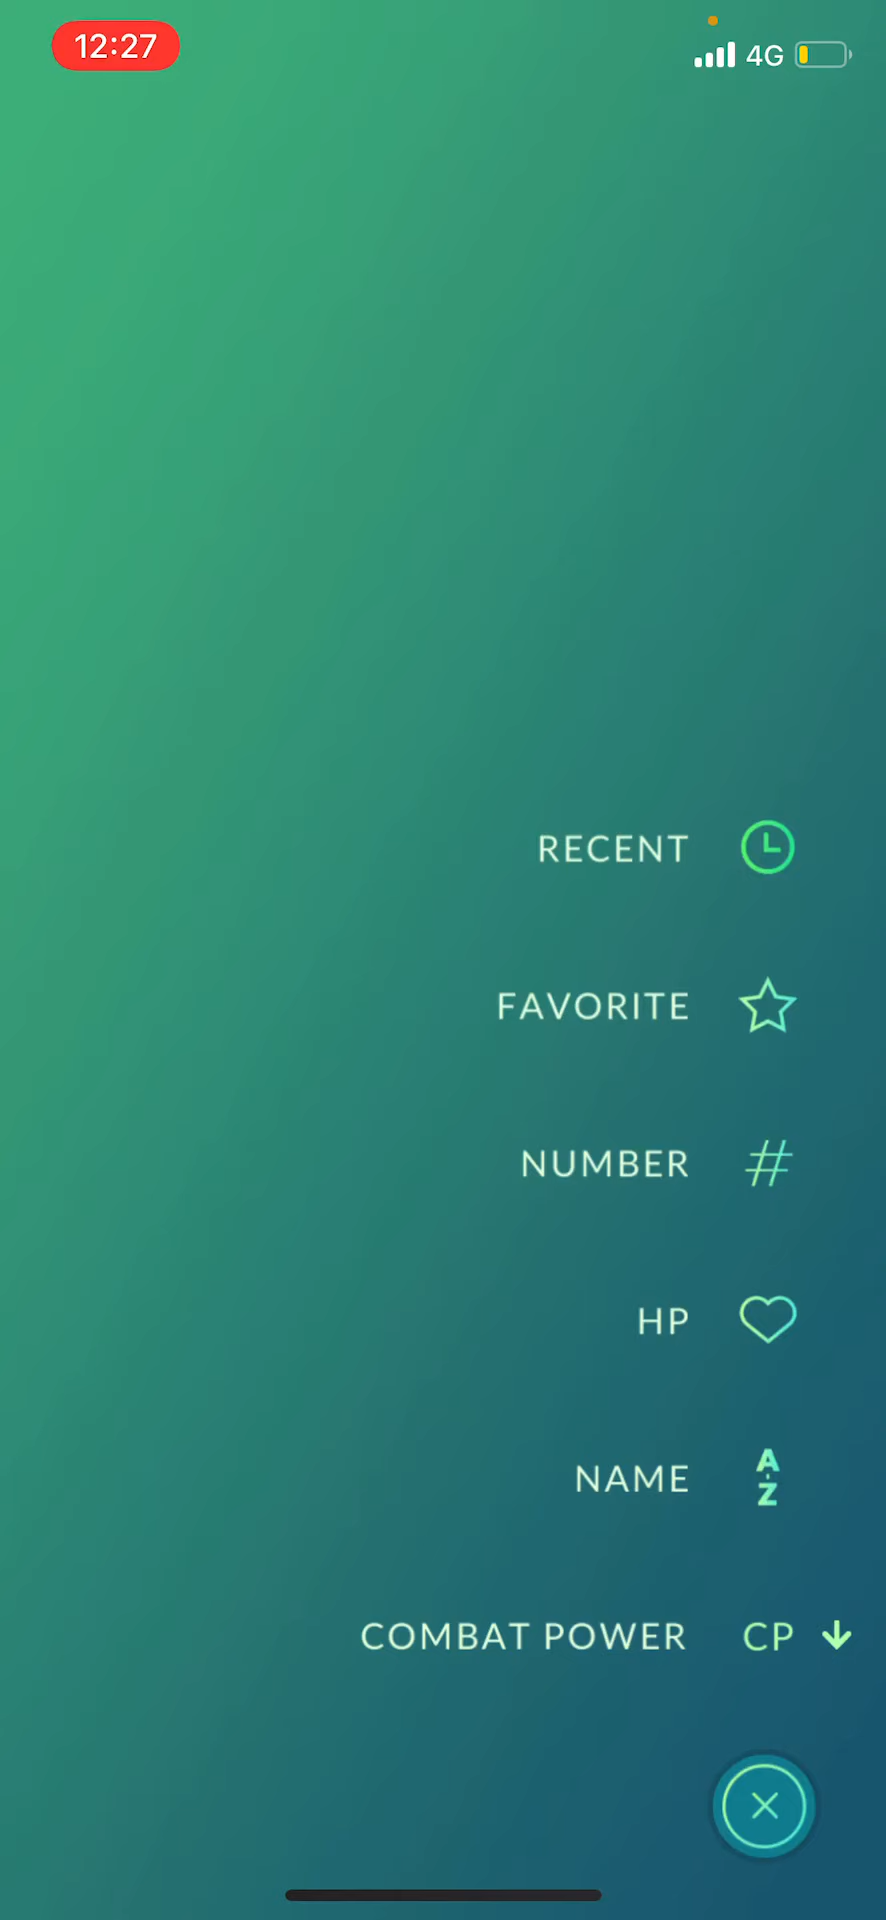 12:27
4G
RECENT
FAVORITE
NUMBER #
HP
NAME A-Z
COMBAT POWER CP